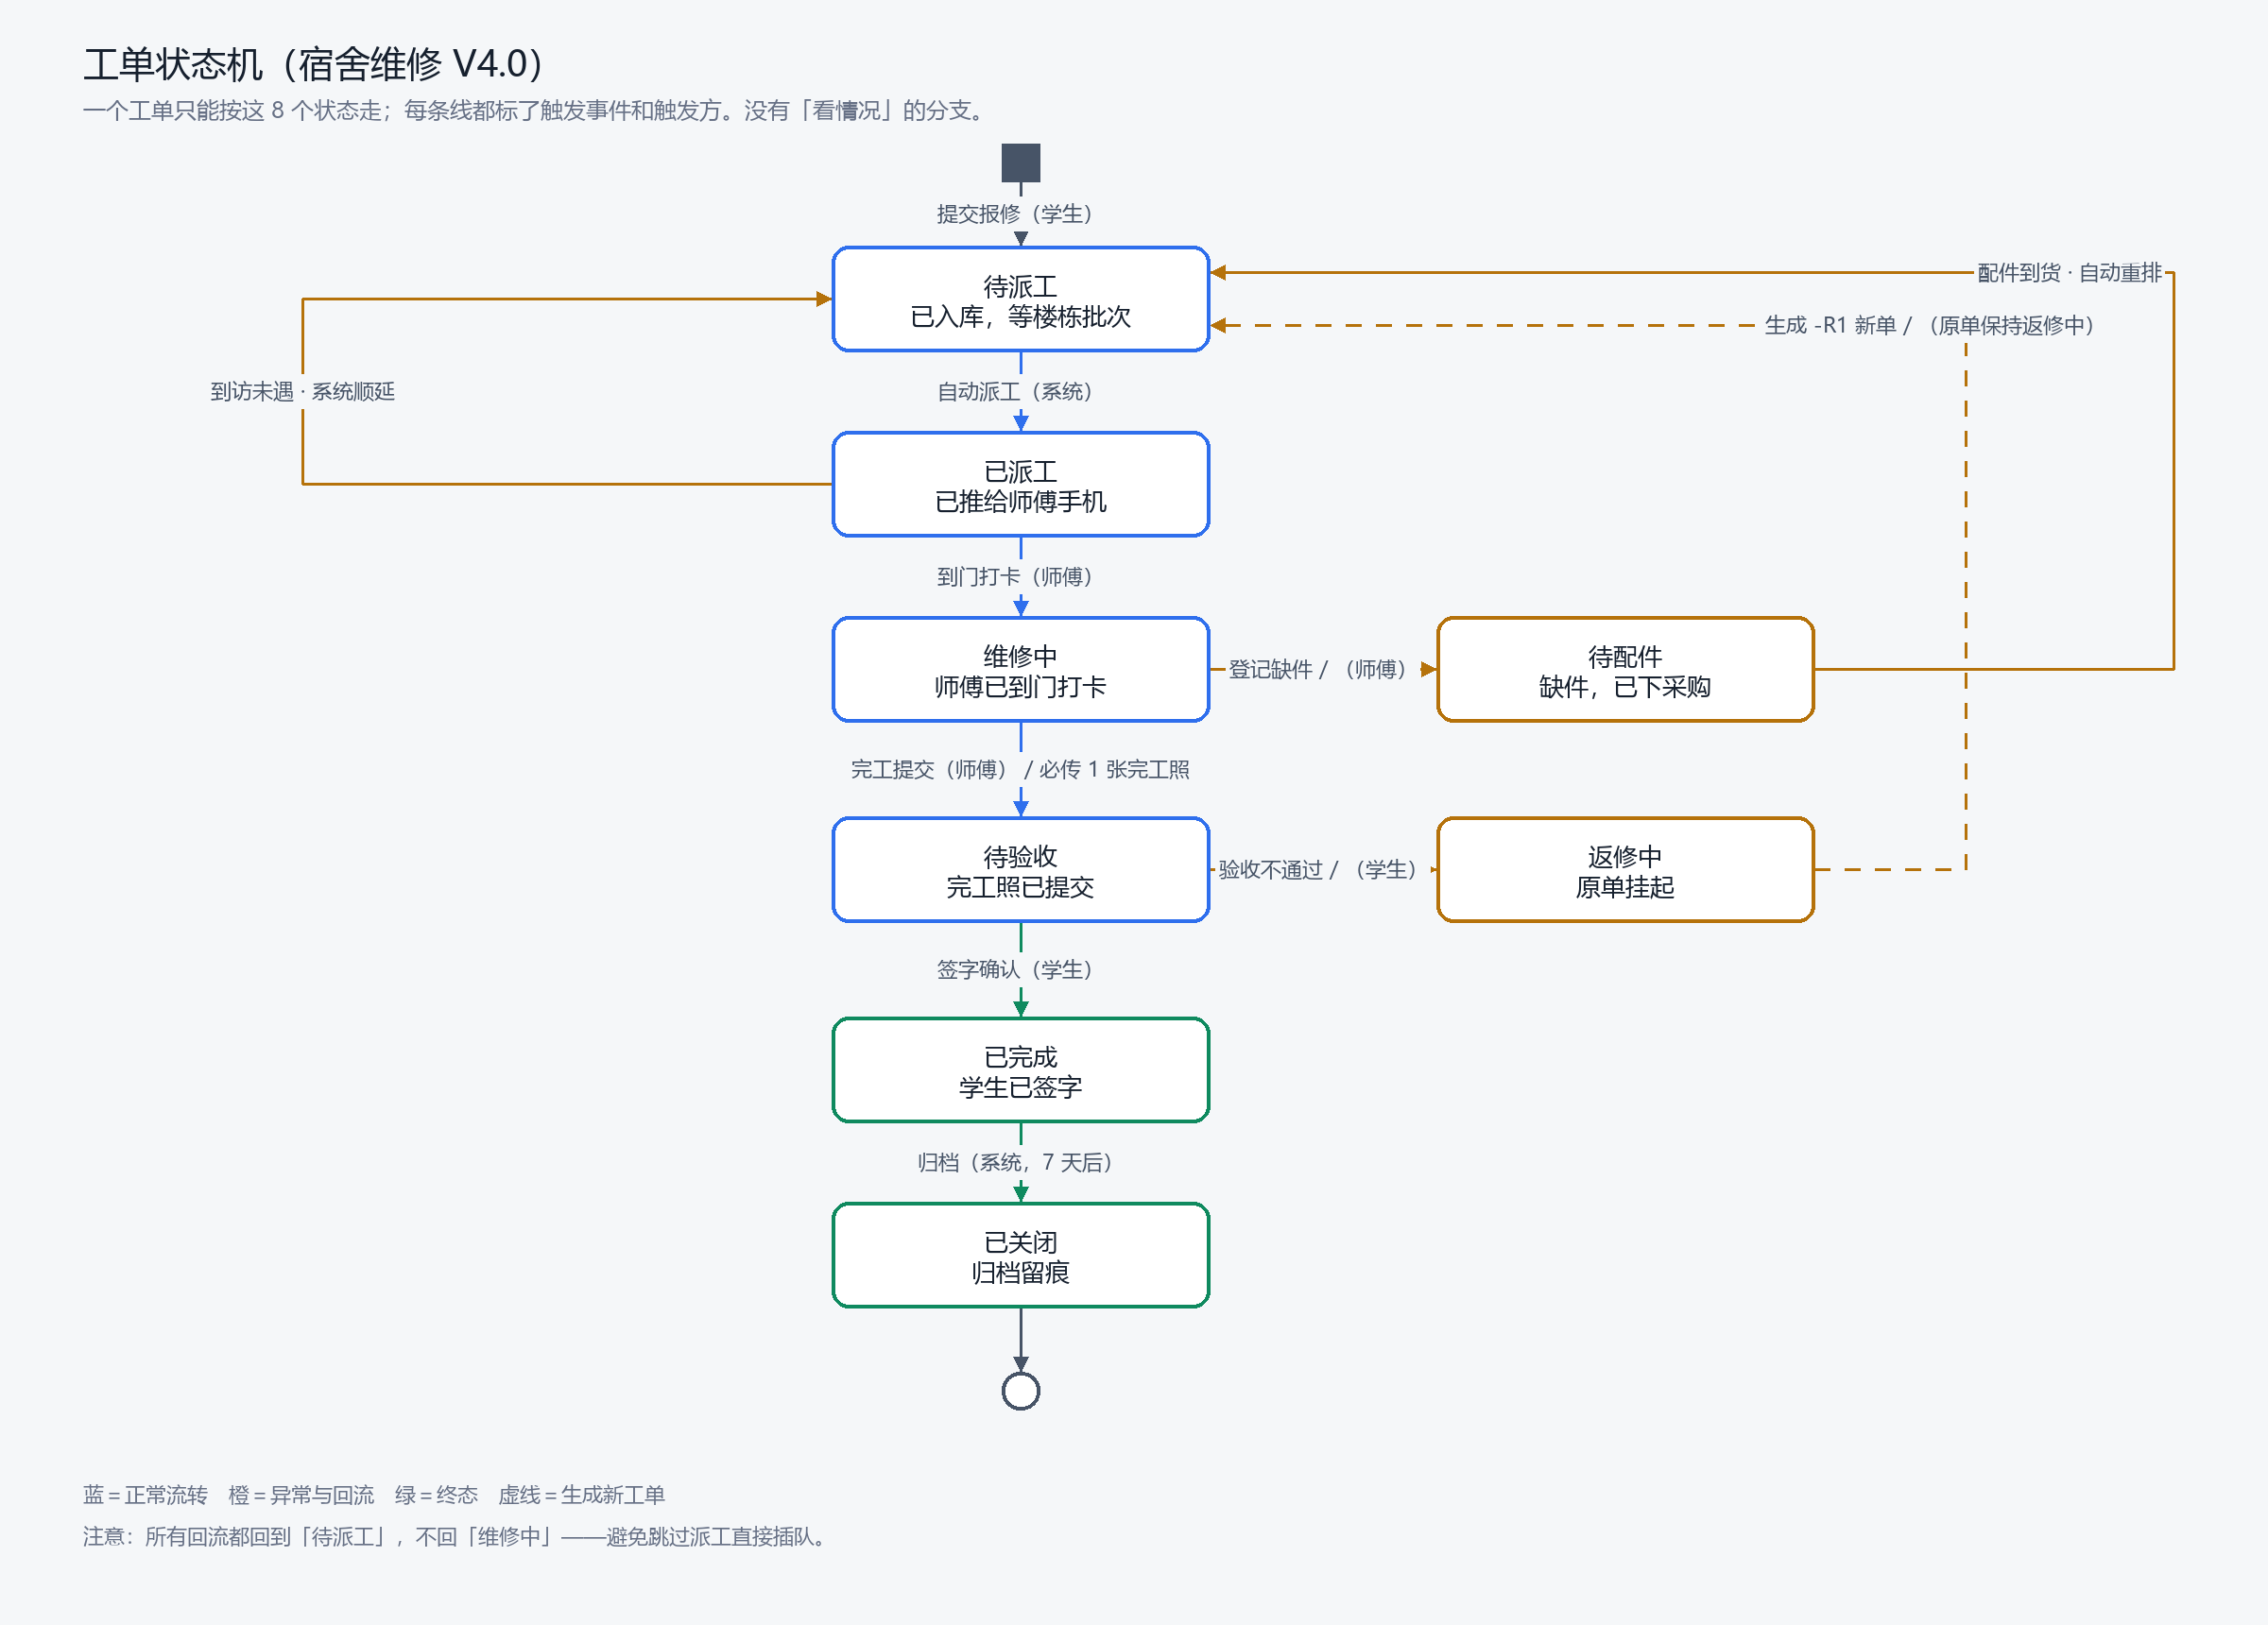 工单状态机（宿舍维修 V4.0）
一个工单只能按这 8 个状态走；每条线都标了触发事件和触发方。没有「看情况」的分支。
提交报修（学生）
待派工
已入库，等楼栋批次
配件到货 · 自动重排
生成 -R1 新单 / （原单保持返修中）
到访未遇 · 系统顺延
自动派工（系统）
已派工
已推给师傅手机
到门打卡（师傅）
维修中
师傅已到门打卡
登记缺件 / （师傅）
待配件
缺件，已下采购
完工提交（师傅） / 必传 1 张完工照
待验收
完工照已提交
验收不通过 / （学生）
返修中
原单挂起
签字确认（学生）
已完成
学生已签字
归档（系统，7 天后）
已关闭
归档留痕
蓝＝正常流转　橙＝异常与回流　绿＝终态　虚线＝生成新工单
注意：所有回流都回到「待派工」，不回「维修中」——避免跳过派工直接插队。